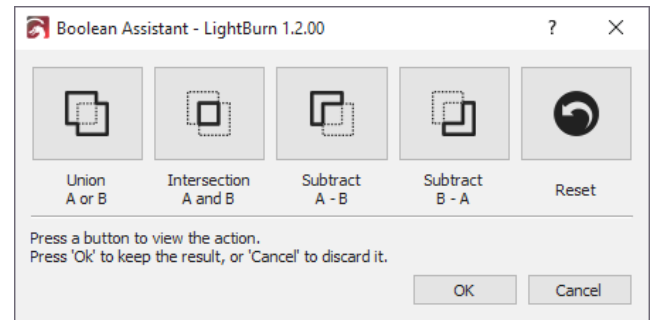 Boolean Assistant - LightBurn 1.2.00
Union Intersection Subtract Subtract Reset
A or B A and B A - B B - A
Press a button to view the action.
Press 'Ok' to keep the result, or 'Cancel' to discard it.
OK Cancel